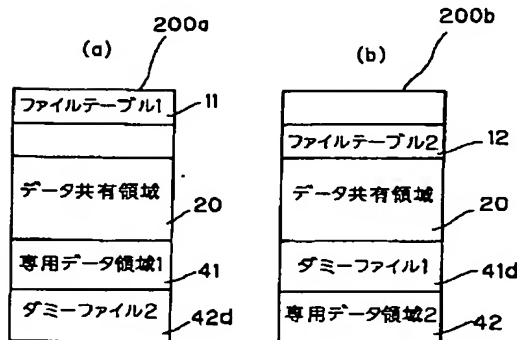 200a
(a)
ファイルテーブル1
11
データ共有領域
20
専用データ領域1
41
ダミーファイル2
42d
200b
(b)
ファイルテーブル2
12
データ共有領域
20
ダミーファイル1
41d
専用データ領域2
42